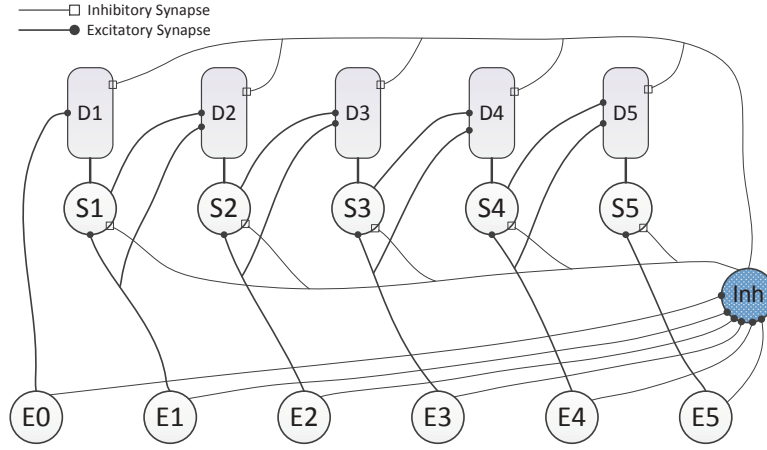 Inhibitory Synapse
Excitatory Synapse
D1 D2 D3 D4 D5
S1 S2 S3 S4 S5
Inh
E0 E1 E2 E3 E4 E5